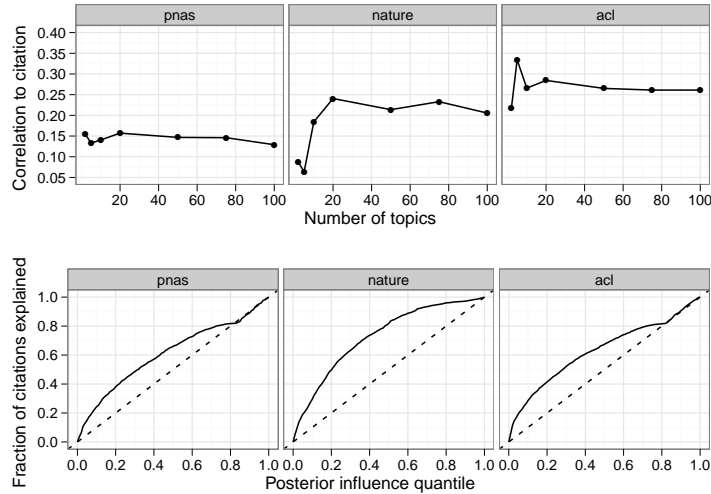 pnas nature acl
Correlation to citation
0.40
0.35
0.30
0.25
0.20
0.15
0.10
0.05
20 40 60 80 100 20 40 60 80 100 20 40 60 80 100
Number of topics
pnas nature acl
Fraction of citations explained
1.0
0.8
0.6
0.4
0.2
0.0
0.0 0.2 0.4 0.6 0.8 1.0 0.0 0.2 0.4 0.6 0.8 1.0 0.0 0.2 0.4 0.6 0.8 1.0
Posterior influence quantile